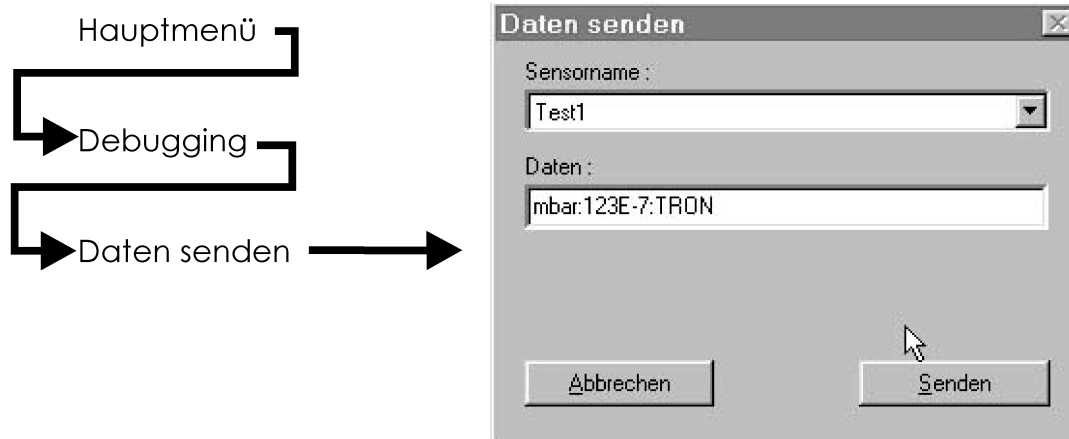 Hauptmenü
Debugging
Daten senden
Daten senden
Sensorname :
Test1
Daten :
mbar:123E-7:TRON
Abbrechen
Senden